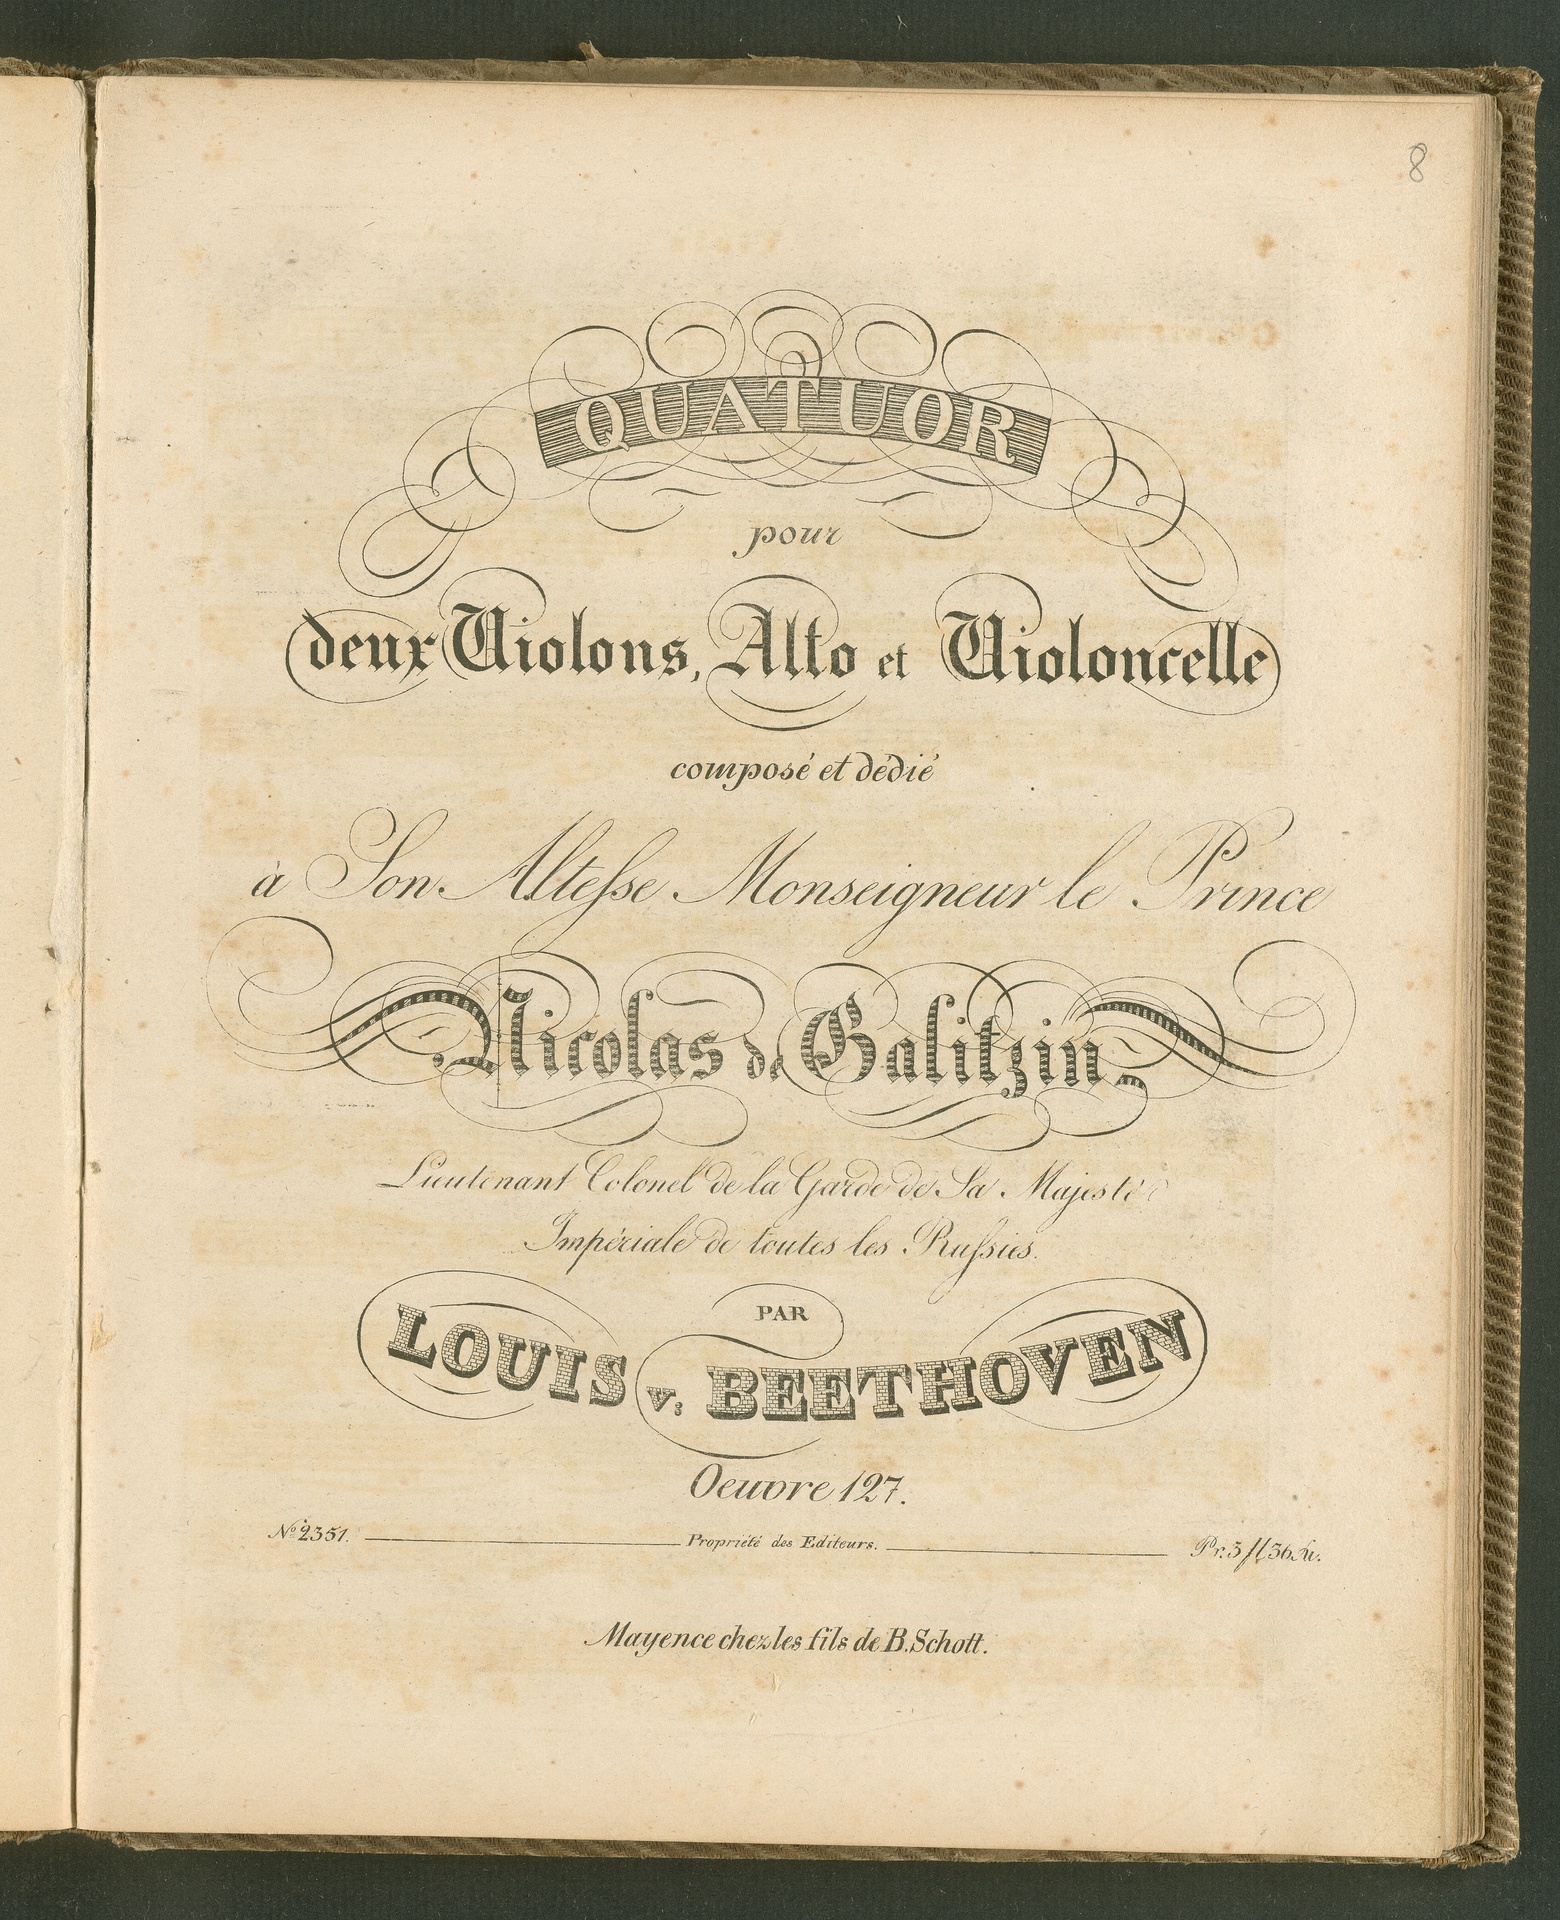 8
QUATUOR
pour
deux Violons, Alto et Violoncelle
composé et dédié
à Son Altesse Monseigneur le Prince
Nicolas de Galitzin
Lieutenant Colonel de la Garde de Sa Majesté
Impériale de toutes les Russies.
PAR
LOUIS v: BEETHOVEN
Oeuvre 127.
No 2351. Propriété des Editeurs. Pr. 3 fl 36 Xr.
Mayence chez les fils de B. Schott.